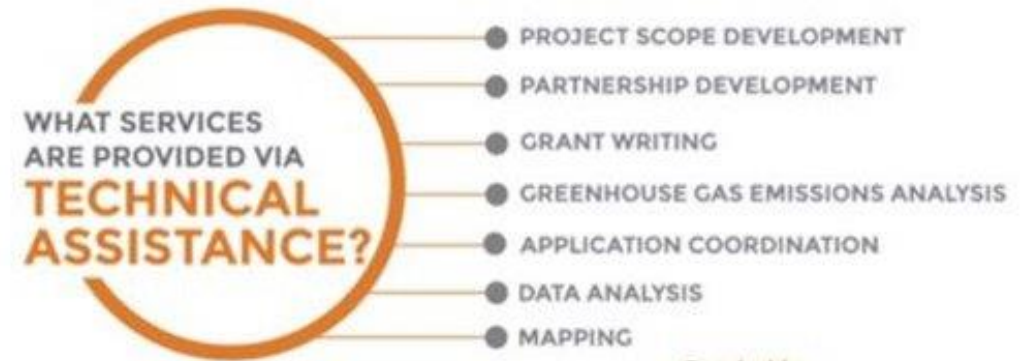 WHAT SERVICES
ARE PROVIDED VIA
TECHNICAL
ASSISTANCE?
PROJECT SCOPE DEVELOPMENT
PARTNERSHIP DEVELOPMENT
GRANT WRITING
GREENHOUSE GAS EMISSIONS ANALYSIS
APPLICATION COORDINATION
DATA ANALYSIS
MAPPING